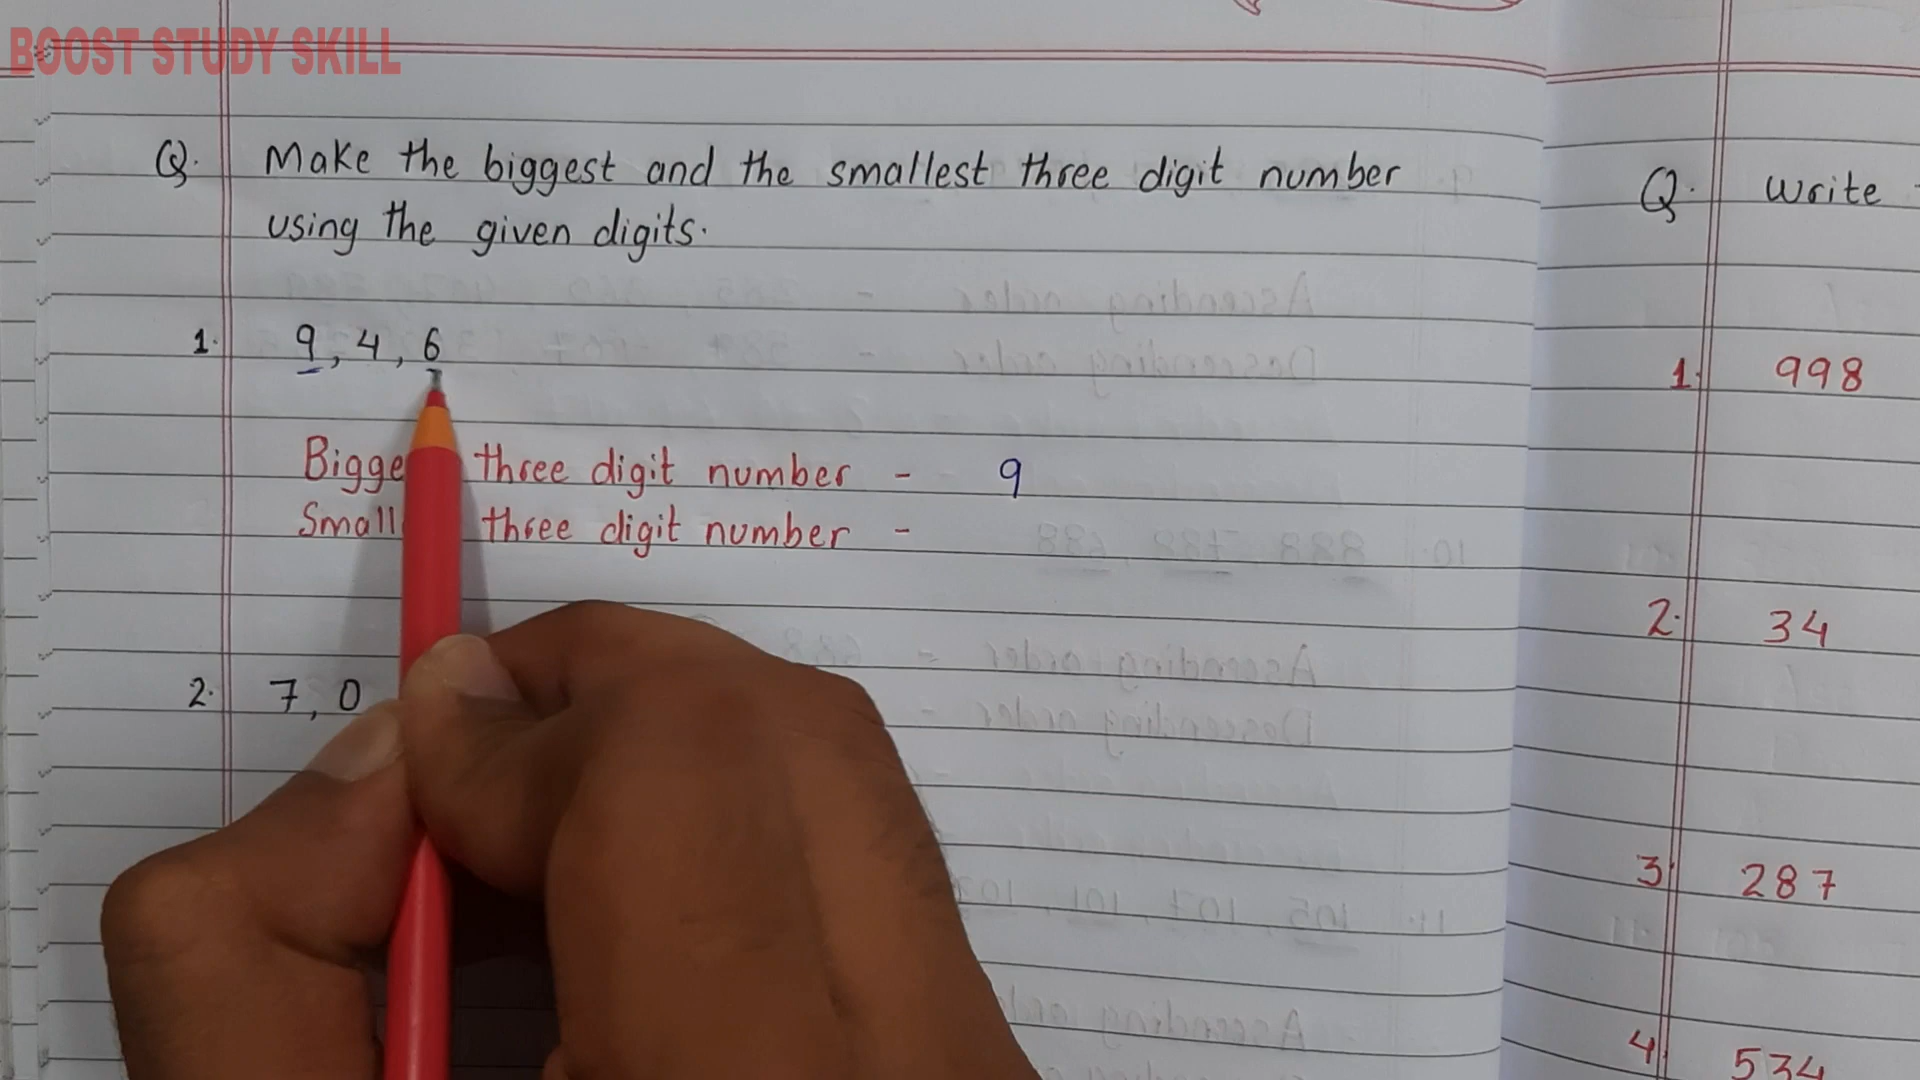 BOOST STUDY SKILL
Q. Make the biggest and the smallest three digit number
using the given digits.
1. 9, 4, 6
Bigge three digit number - 9
Small three digit number -
2. 7, 0
Q. Write
1. 998
2. 34
3. 287
4. 534